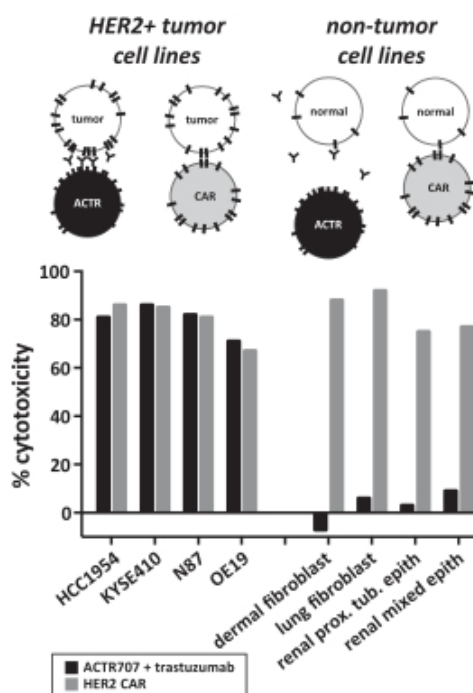 HER2+ tumor
cell lines
non-tumor
cell lines
tumor
tumor
normal
normal
ACTR
CAR
ACTR
CAR
% cytotoxicity
100
80
60
40
20
0
HCC1954
KYSE410
N87
OE19
dermal fibroblast
lung fibroblast
renal prox. tub. epith
renal mixed epith
ACTR707 + trastuzumab
HER2 CAR